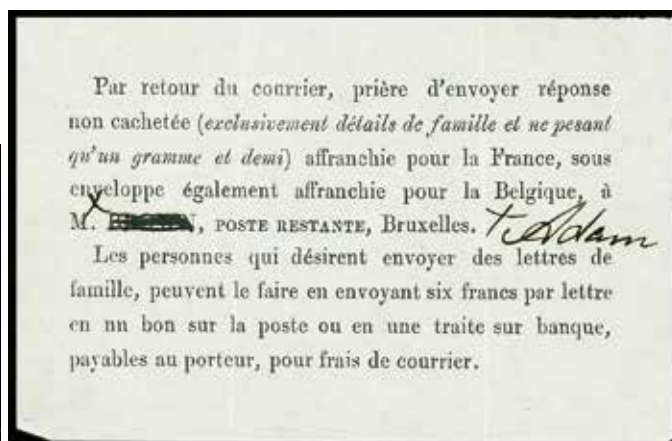 Par retour du courrier, prière d'envoyer réponse
non cachetée (exclusivement détails de famille et ne pesant
qu'un gramme et demi) affranchie pour la France, sous
enveloppe également affranchie pour la Belgique, à
M. , POSTE RESTANTE, Bruxelles. Adam
Les personnes qui désirent envoyer des lettres de
famille, peuvent le faire en envoyant six francs par lettre
en nn bon sur la poste ou en une traite sur banque,
payables au porteur, pour frais de courrier.